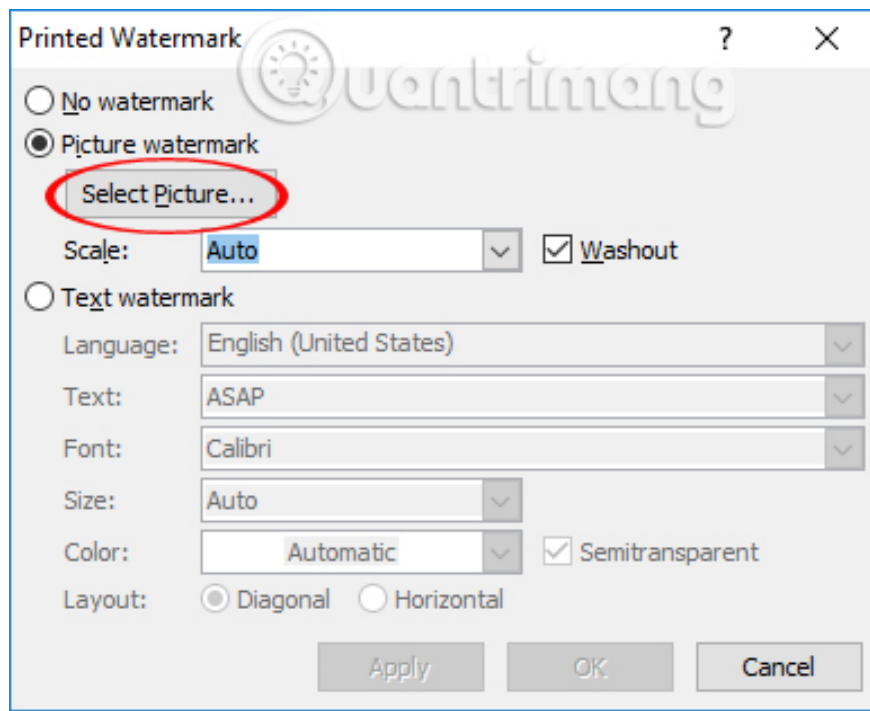 Printed Watermark ?
Quantrimang
No watermark
Picture watermark
Select Picture...
Scale: Auto Washout
Text watermark
Language: English (United States)
Text: ASAP
Font: Calibri
Size: Auto
Color: Automatic Semitransparent
Layout: Diagonal Horizontal
Apply OK Cancel